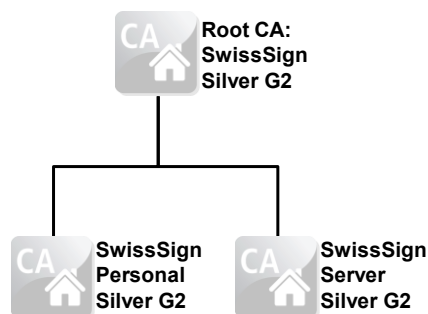 CA
Root CA:
SwissSign
Silver G2
CA
SwissSign
Personal
Silver G2
CA
SwissSign
Server
Silver G2